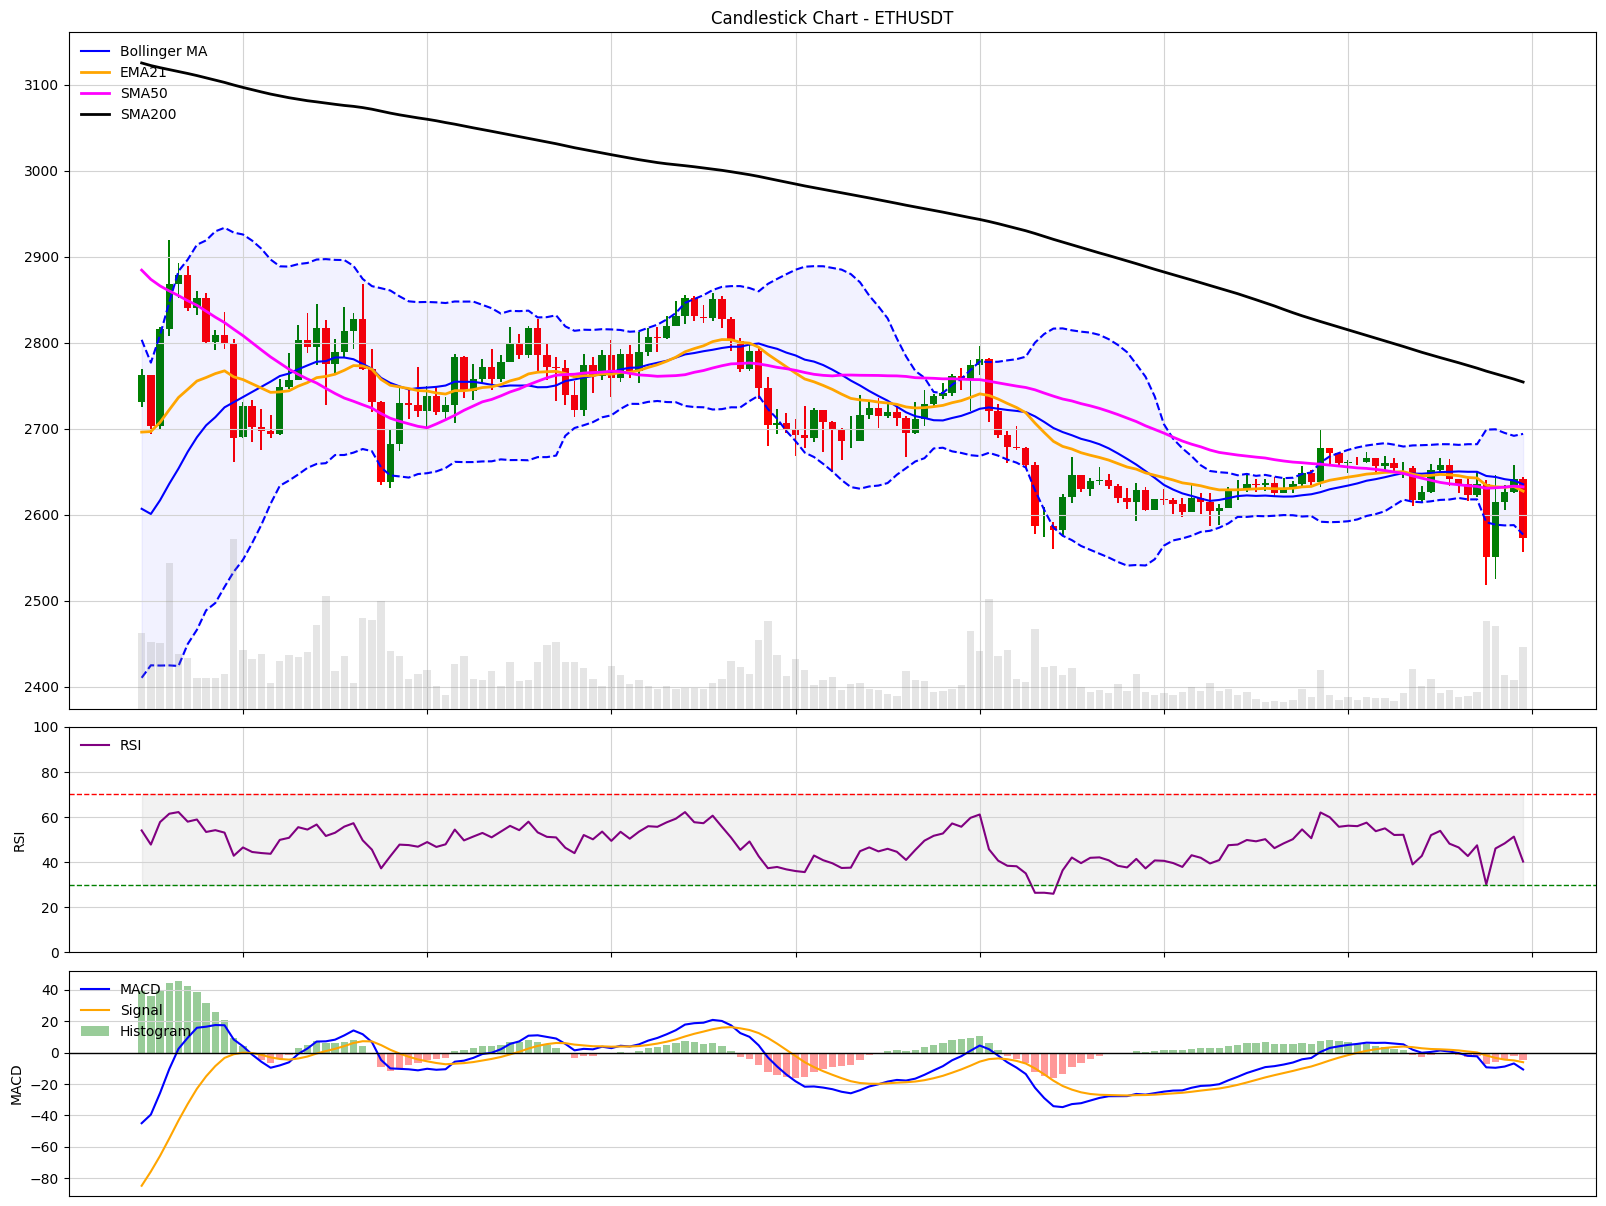 Candlestick Chart - ETHUSDT
Bollinger MA
EMA21
SMA50
SMA200
3100
3000
2900
2800
2700
2600
2500
2400
RSI
100
80
60
40
20
0
RSI
MACD
Signal
Histogram
40
20
0
−20
−40
−60
−80
MACD